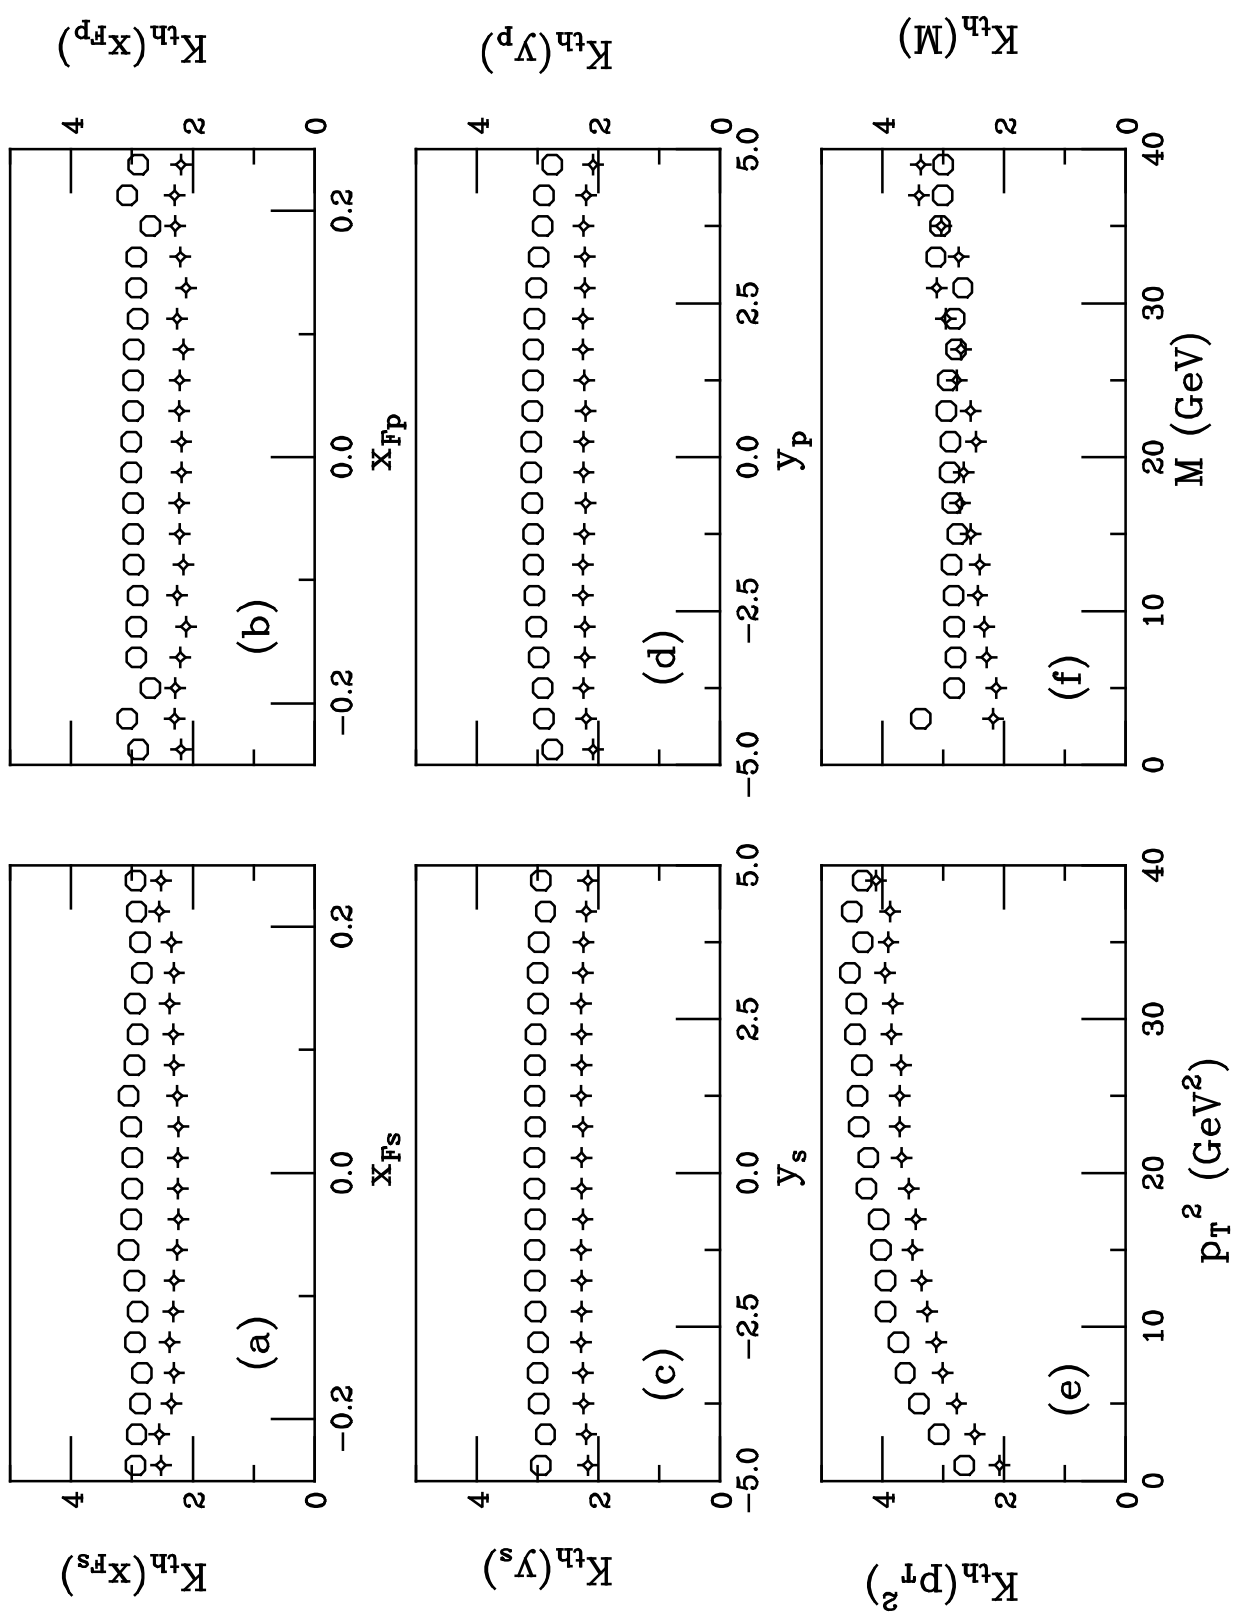 K_th(x_Fs)
4
2
0
(a)
−0.2
0.0
0.2
x_Fs
K_th(x_Fp)
4
2
0
(b)
−0.2
0.0
0.2
x_Fp
K_th(y_s)
4
2
0
(c)
−5.0
−2.5
0.0
2.5
5.0
y_s
K_th(y_p)
4
2
0
(d)
−5.0
−2.5
0.0
2.5
5.0
y_p
K_th(p_T^2)
4
2
0
(e)
0
10
20
30
40
p_T^2 (GeV^2)
K_th(M)
4
2
0
(f)
0
10
20
30
40
M (GeV)